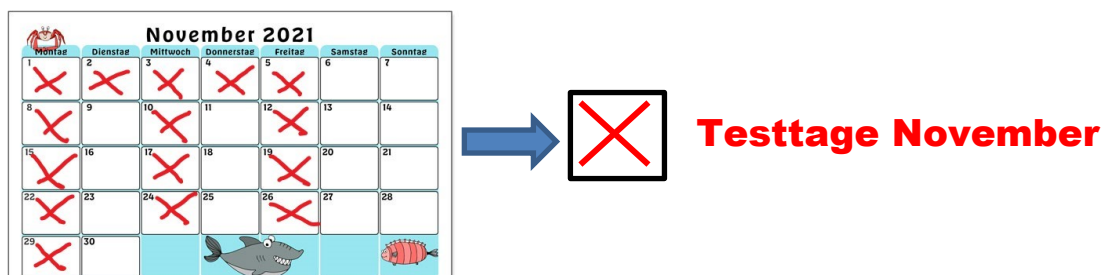 November 2021
Montag Dienstag Mittwoch Donnerstag Freitag Samstag Sonntag
1 2 3 4 5 6 7
8 9 10 11 12 13 14
15 16 17 18 19 20 21
22 23 24 25 26 27 28
29 30
Testtage November